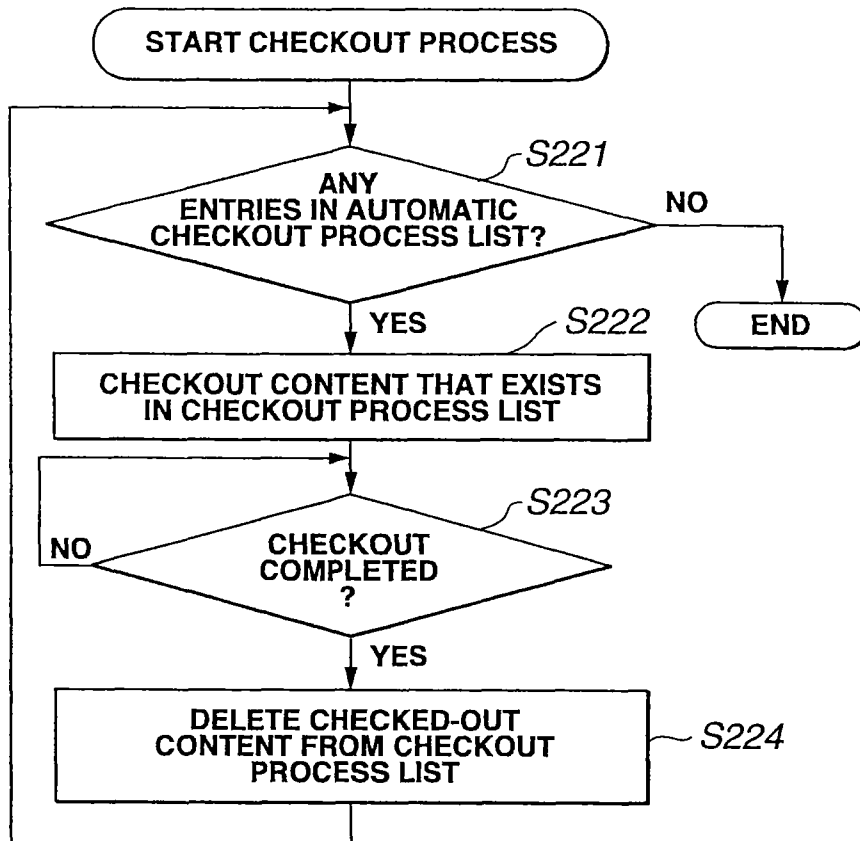 START CHECKOUT PROCESS
S221
ANY
ENTRIES IN AUTOMATIC
CHECKOUT PROCESS LIST?
NO
YES
END
S222
CHECKOUT CONTENT THAT EXISTS
IN CHECKOUT PROCESS LIST
S223
NO
CHECKOUT
COMPLETED
?
YES
DELETE CHECKED-OUT
CONTENT FROM CHECKOUT
PROCESS LIST
S224